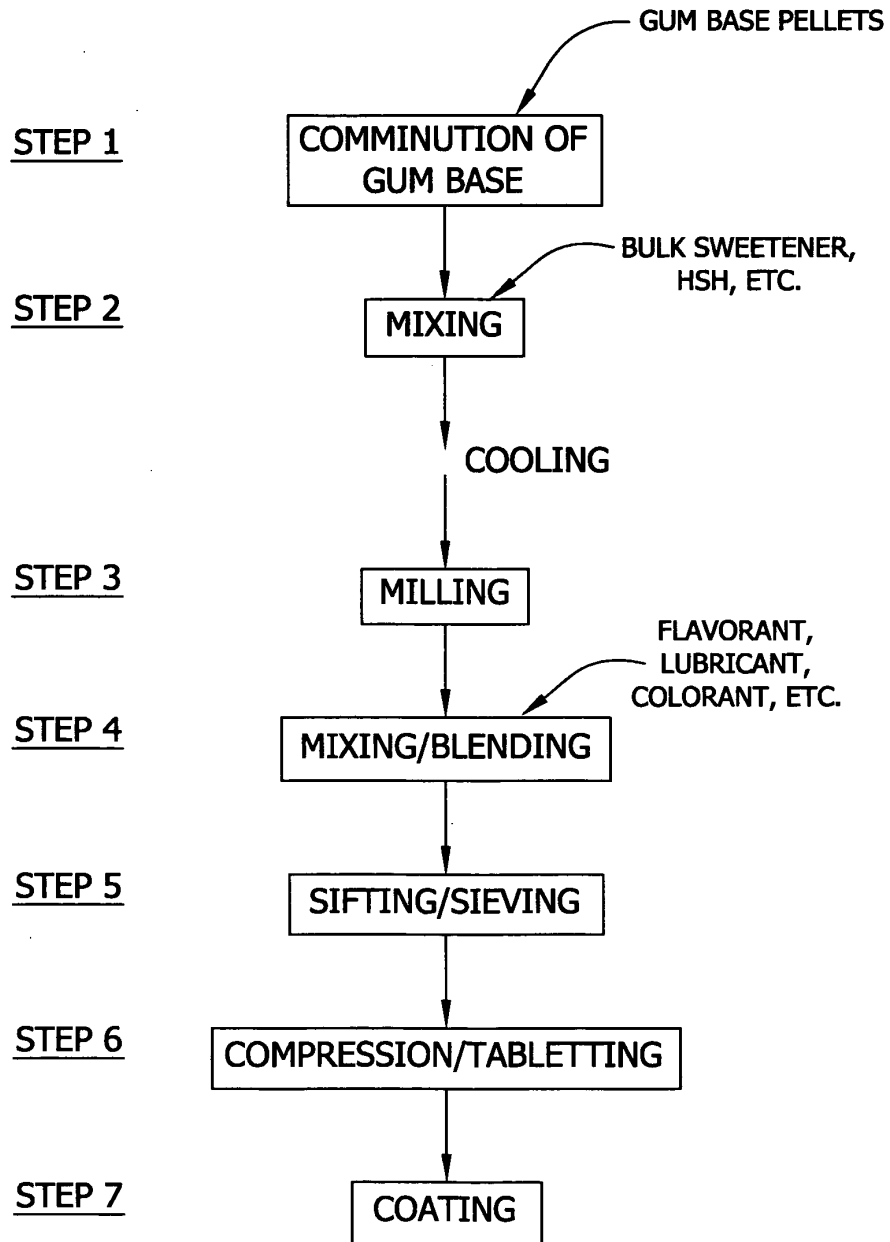 GUM BASE PELLETS
STEP 1
COMMINUTION OF
GUM BASE
BULK SWEETENER,
HSH, ETC.
STEP 2
MIXING
COOLING
STEP 3
MILLING
FLAVORANT,
LUBRICANT,
COLORANT, ETC.
STEP 4
MIXING/BLENDING
STEP 5
SIFTING/SIEVING
STEP 6
COMPRESSION/TABLETTING
STEP 7
COATING